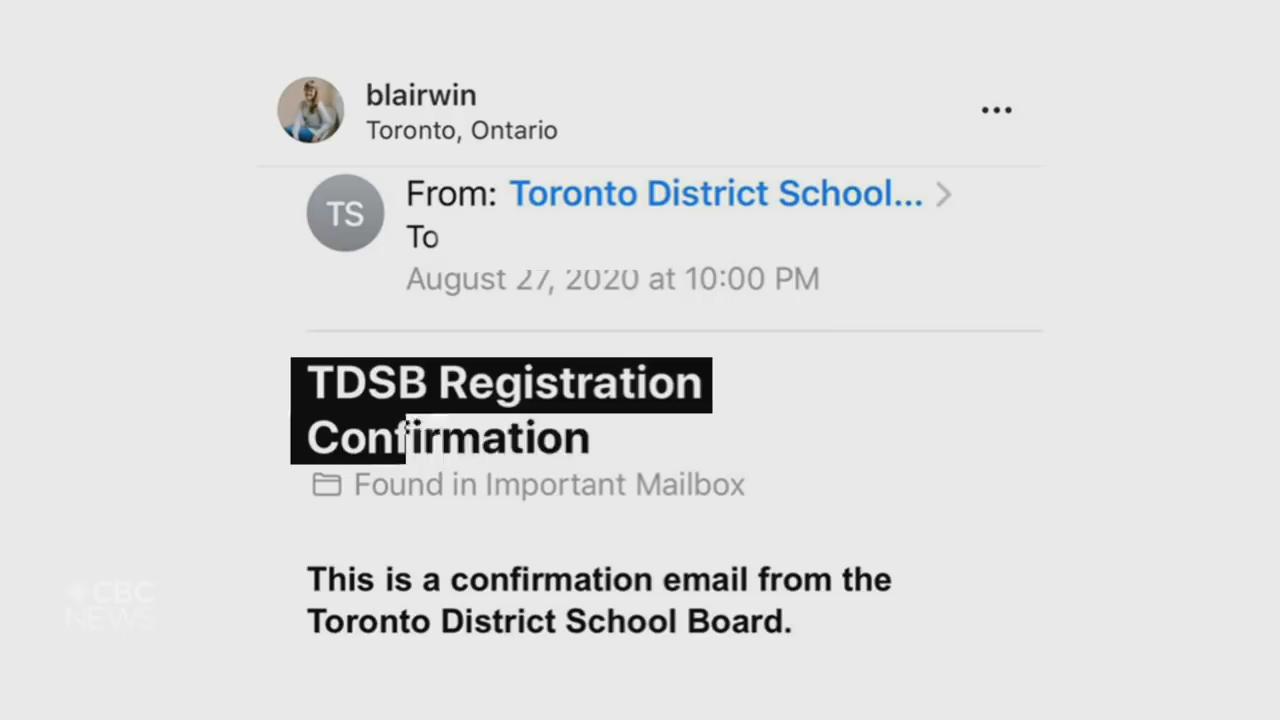 blairwin
Toronto, Ontario
•••
TS
From: Toronto District School...
To
August 27, 2020 at 10:00 PM
TDSB Registration
Confirmation
Found in Important Mailbox
This is a confirmation email from the
Toronto District School Board.
CBC
NEWS